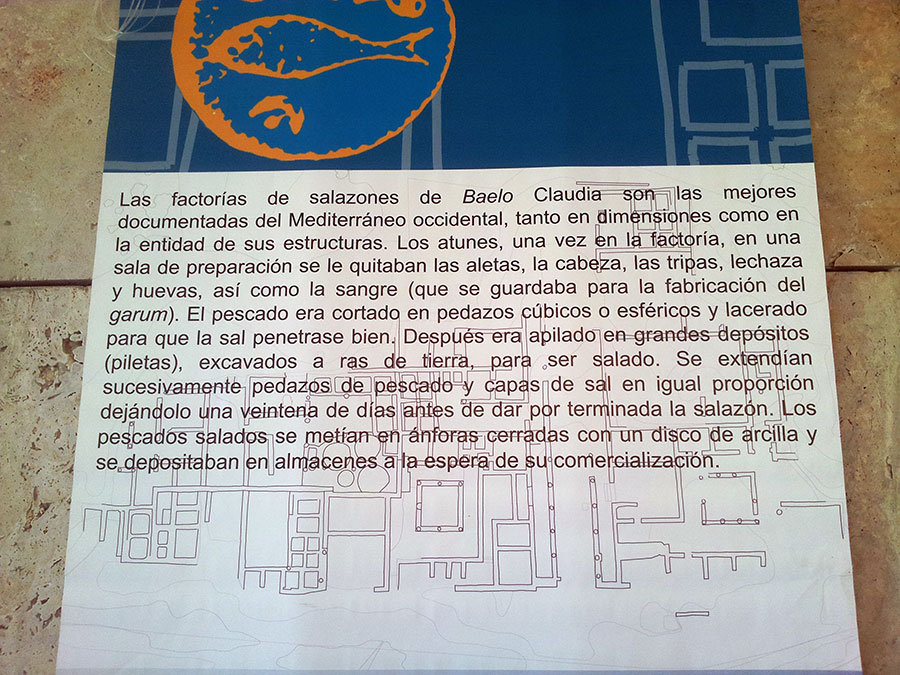 Las factorías de salazones de Baelo Claudia son las mejores
documentadas del Mediterráneo occidental, tanto en dimensiones como en
la entidad de sus estructuras. Los atunes, una vez en la factoría, en una
sala de preparación se le quitaban las aletas, la cabeza, las tripas, lechaza
y huevas, así como la sangre (que se guardaba para la fabricación del
garum). El pescado era cortado en pedazos cúbicos o esféricos y lacerado
para que la sal penetrase bien. Después era apilado en grandes depósitos
(piletas), excavados a ras de tierra, para ser salado. Se extendían
sucesivamente pedazos de pescado y capas de sal en igual proporción
dejándolo una veintena de días antes de dar por terminada la salazón. Los
pescados salados se metían en ánforas cerradas con un disco de arcilla y
se depositaban en almacenes a la espera de su comercialización.